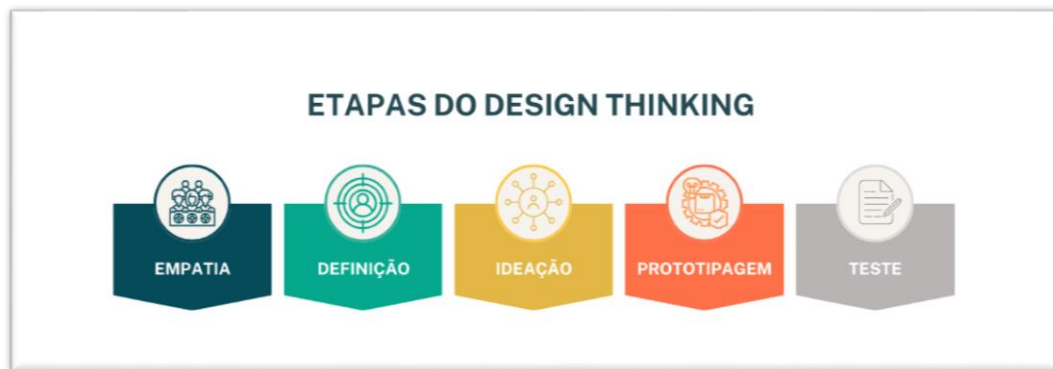 ETAPAS DO DESIGN THINKING
EMPATIA
DEFINIÇÃO
IDEAÇÃO
PROTOTIPAGEM
TESTE